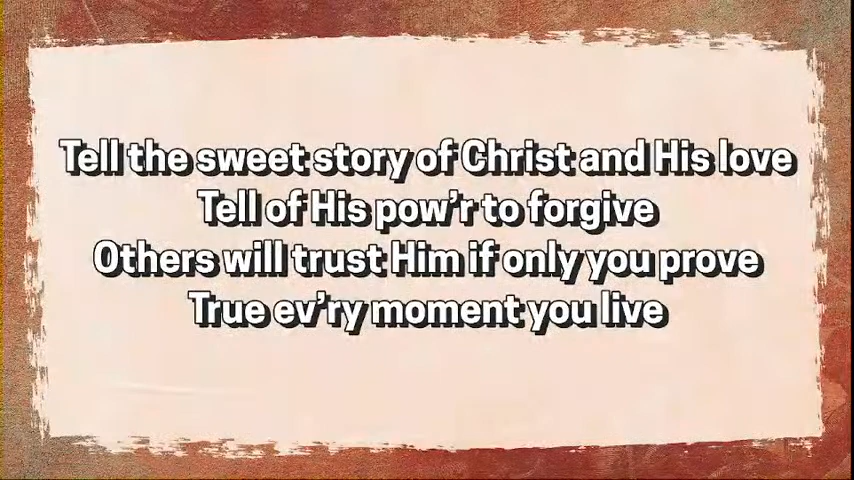 Tell the sweet story of Christ and His love
Tell of His pow’r to forgive
Others will trust Him if only you prove
True ev’ry moment you live